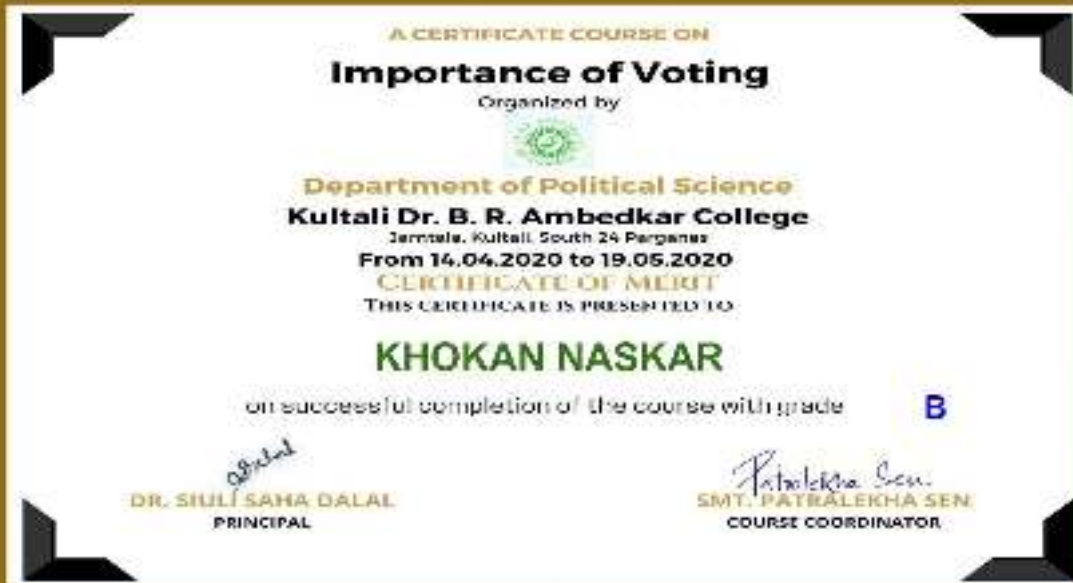 A CERTIFICATE COURSE ON
Importance of Voting
Organized by
Department of Political Science
Kultali Dr. B. R. Ambedkar College
Kultali, South 24 Parganas
From 14.04.2020 to 19.05.2020
CERTIFICATE OF MERIT
THIS CERTIFICATE IS PRESENTED TO
KHOKAN NASKAR
on successful completion of the course with grade B
Patralekha Sen.
DR. SIULI SAHA DALAL
SMT. PATRALEKHA SEN
PRINCIPAL
COURSE COORDINATOR